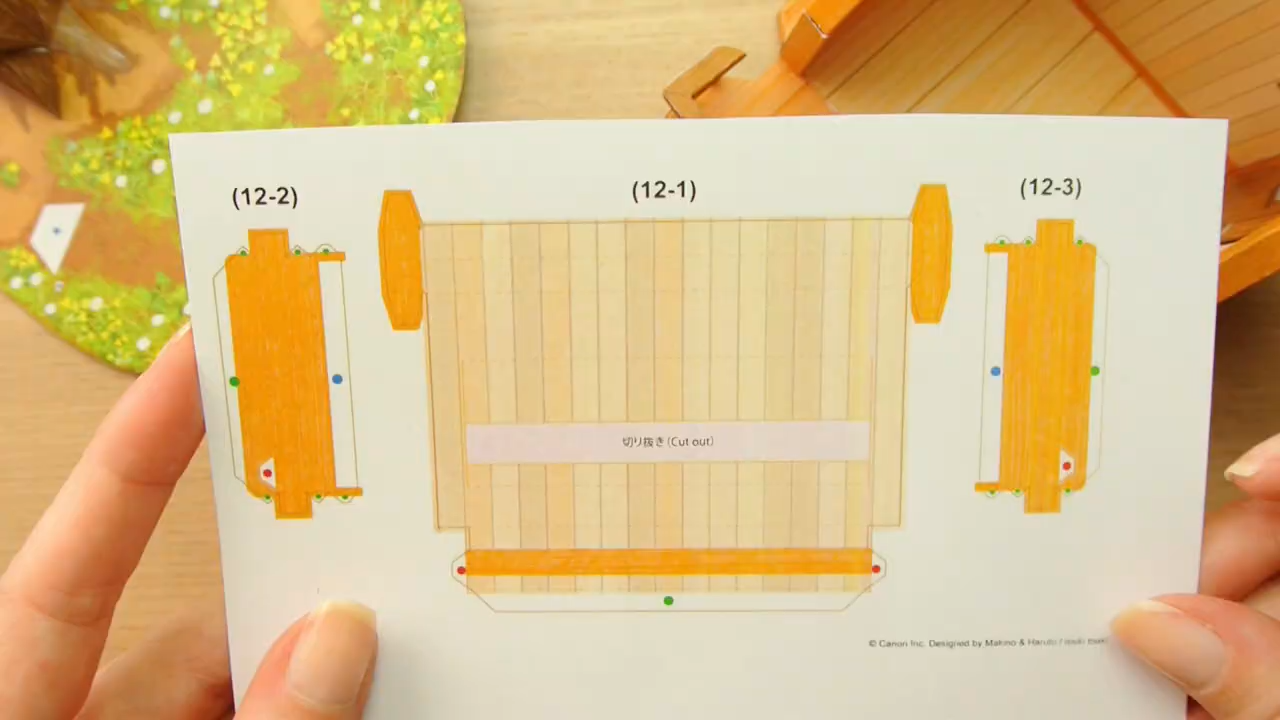 (12-2)
(12-1)
(12-3)
切り抜き (Cut out)
© Canon Inc. Designed by Makino & Haruto /